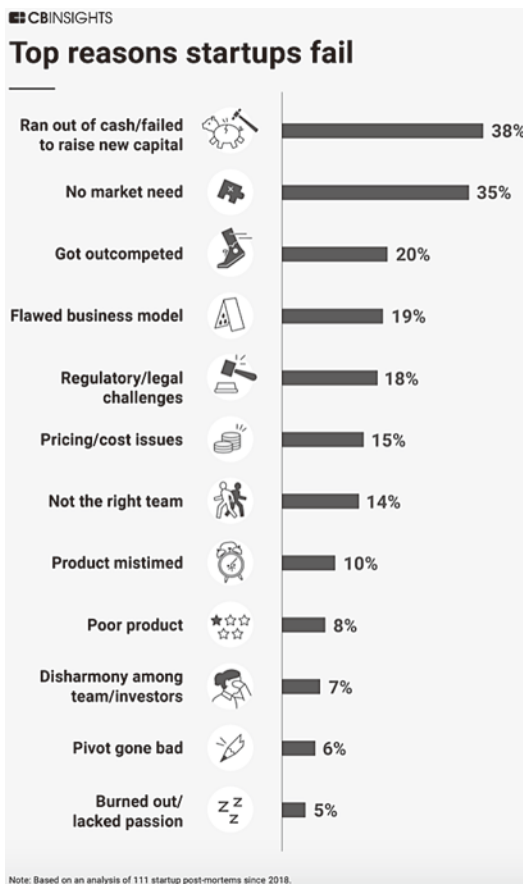 CBINSIGHTS
Top reasons startups fail
Ran out of cash/failed
to raise new capital
38%
No market need
35%
Got outcompeted
20%
Flawed business model
19%
Regulatory/legal
challenges
18%
Pricing/cost issues
15%
Not the right team
14%
Product mistimed
10%
Poor product
8%
Disharmony among
team/investors
7%
Pivot gone bad
6%
Burned out/
lacked passion
Z Z
Z
5%
Note: Based on an analysis of 111 startup post-mortems since 2018.